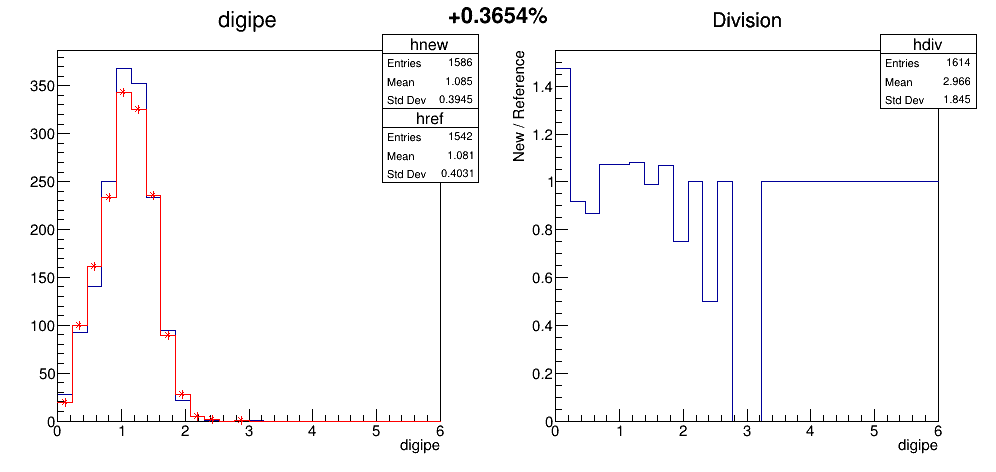 +0.3654%
digipe
hnew
Entries 1586
Mean 1.085
Std Dev 0.3945
href
Entries 1542
Mean 1.081
Std Dev 0.4031
350
300
250
200
150
100
50
0
0 1 2 3 4 5 6
digipe
Division
hdiv
Entries 1614
Mean 2.966
Std Dev 1.845
New / Reference
1.4
1.2
1
0.8
0.6
0.4
0.2
0
0 1 2 3 4 5 6
digipe